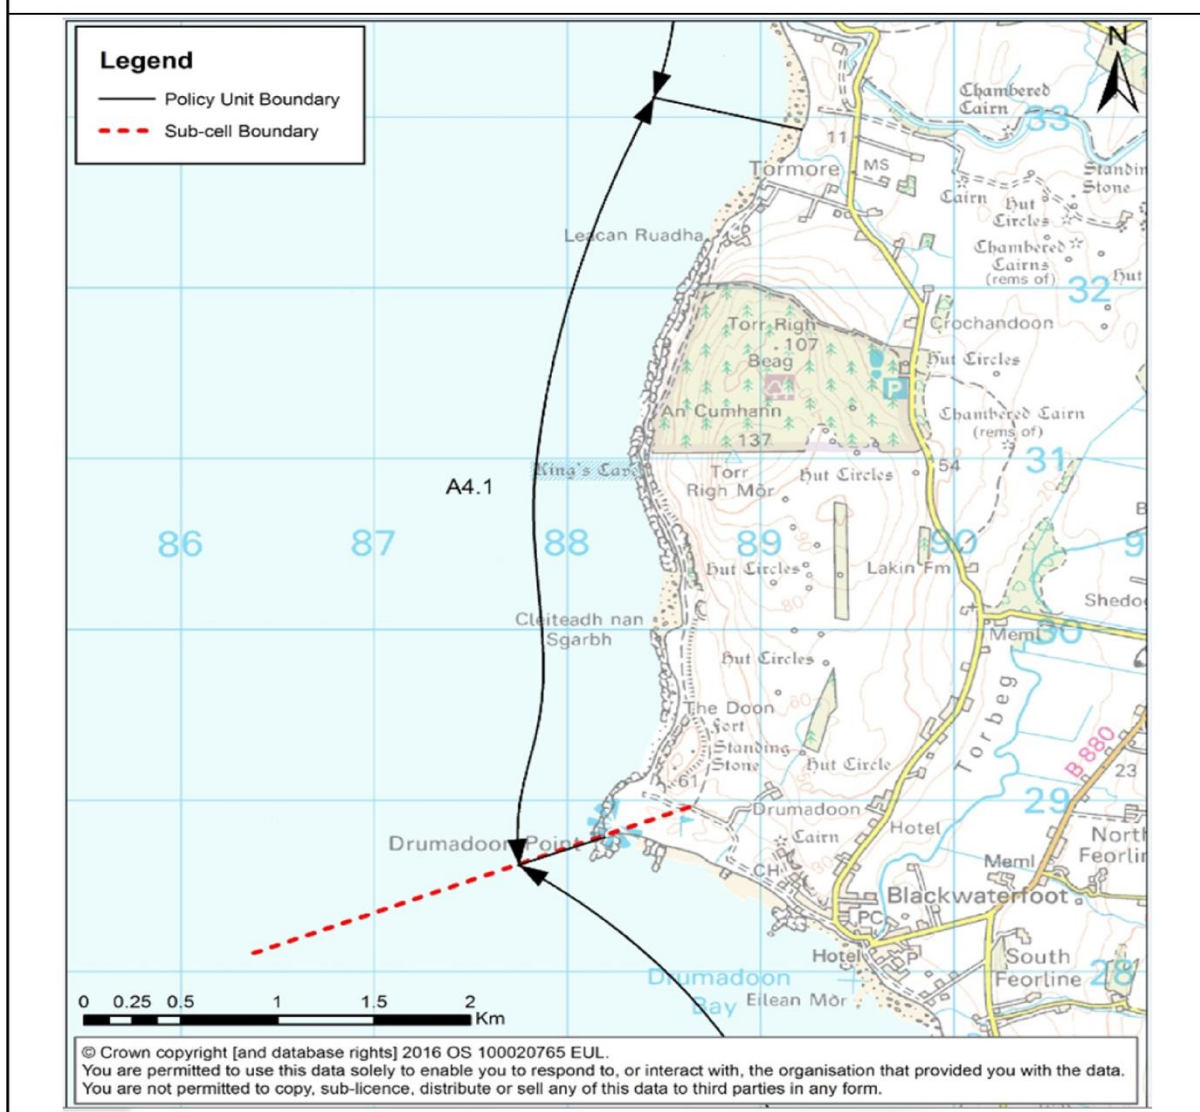 Legend
Policy Unit Boundary
Sub-cell Boundary
N
Chambered
Cairn
33
11
Tormore
MS
Standin
Stone
Cairn
Hut
Circles
Leacan Ruadha
Chambered
Cairns
(rems of)
Hut
32
Torr Righ
107
Beag
Crochandoon
Hut Circles
P
An Cumhann
137
Chambered Cairn
(rems of)
King's Cave
Torr
Righ Mòr
Hut Circles
54
31
A4.1
B
86
87
88
89
90
9
Hut Circles
90
Lakin Fm
80
Shedo
Cleiteadh nan
Sgarbh
Meml
30
Hut Circles
60
The Doon
Fort
Standing
Stone
Hut Circle
Torbeg
B 880
23
61
29
Drumadoon
Drumadoon Point
Cairn
Hotel
North
Feorlin
Meml
CH
Blackwaterfoot
PC
Hotel
P
South
Feorline
28
Drumadoon
Bay
Eilean Mòr
0 0.25 0.5 1 1.5 2
Km
© Crown copyright [and database rights] 2016 OS 100020765 EUL.
You are permitted to use this data solely to enable you to respond to, or interact with, the organisation that provided you with the data.
You are not permitted to copy, sub-licence, distribute or sell any of this data to third parties in any form.